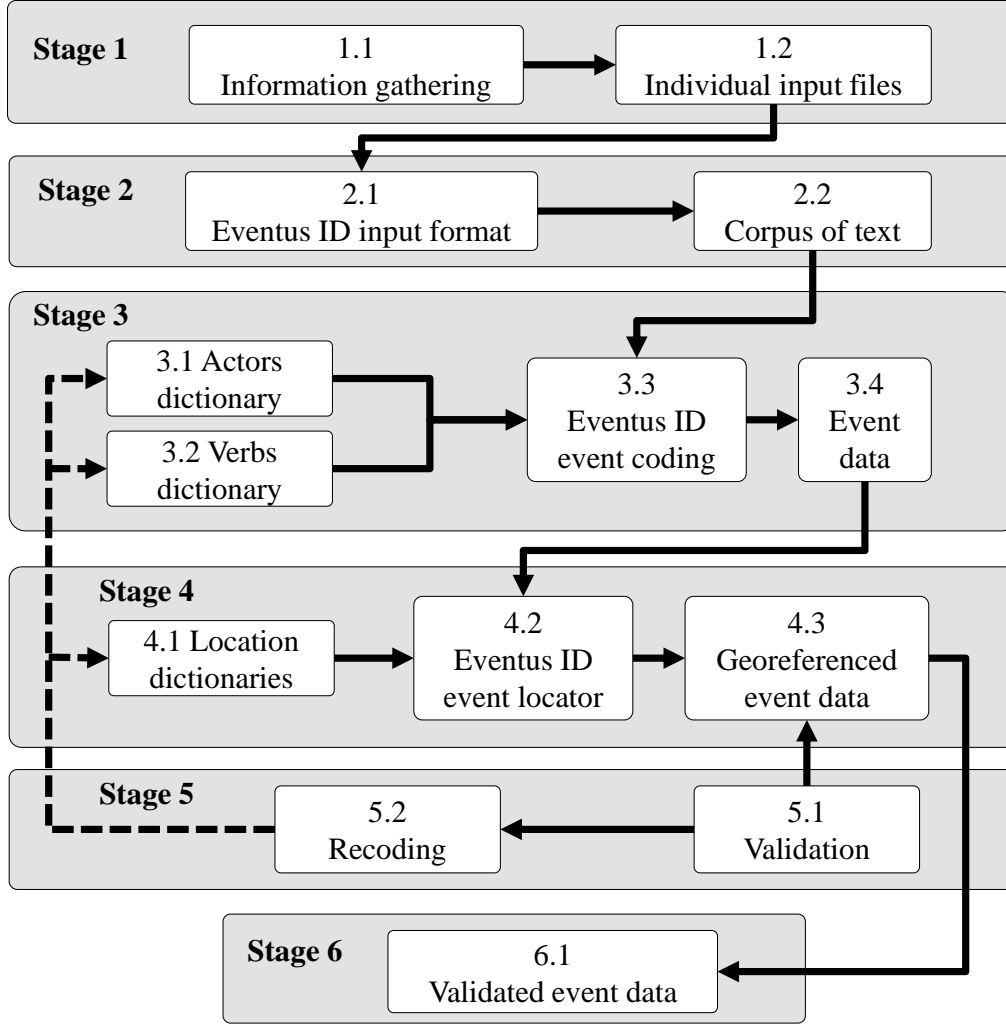 Stage 1
1.1
Information gathering
1.2
Individual input files
Stage 2
2.1
Eventus ID input format
2.2
Corpus of text
Stage 3
3.1 Actors
dictionary
3.2 Verbs
dictionary
3.3
Eventus ID
event coding
3.4
Event
data
Stage 4
4.1 Location
dictionaries
4.2
Eventus ID
event locator
4.3
Georeferenced
event data
Stage 5
5.2
Recoding
5.1
Validation
Stage 6
6.1
Validated event data